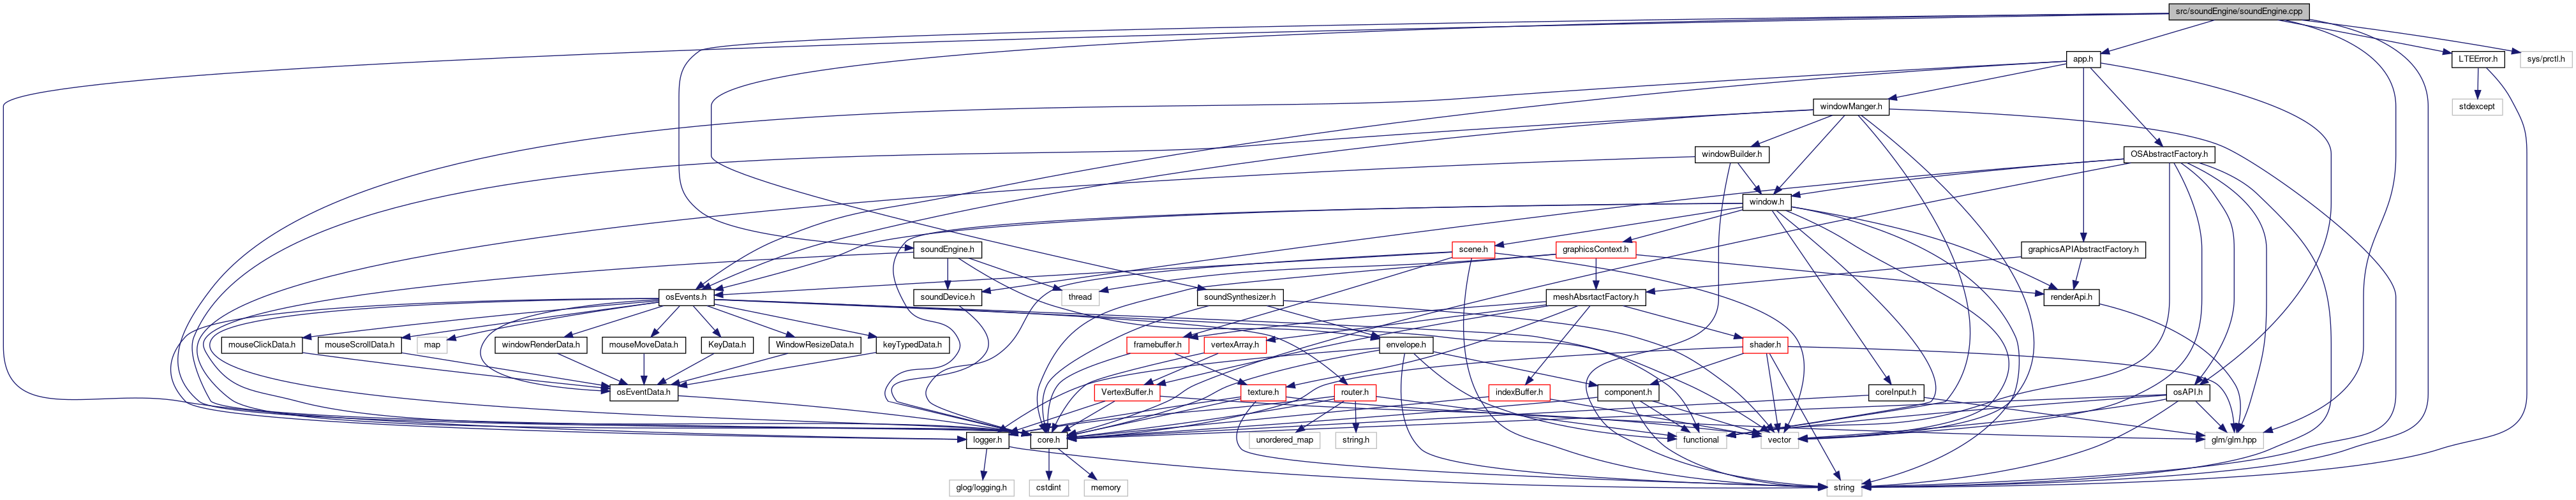 src/soundEngine/soundEngine.cpp
app.h
LTEError.h
sys/prctl.h
windowManger.h
stdexcept
windowBuilder.h
OSAbstractFactory.h
window.h
soundEngine.h
scene.h
graphicsContext.h
graphicsAPIAbstractFactory.h
osEvents.h
soundDevice.h
thread
soundSynthesizer.h
meshAbsrtactFactory.h
renderApi.h
mouseClickData.h
mouseScrollData.h
map
windowRenderData.h
mouseMoveData.h
KeyData.h
WindowResizeData.h
keyTypedData.h
framebuffer.h
vertexArray.h
envelope.h
shader.h
osEventData.h
VertexBuffer.h
texture.h
router.h
indexBuffer.h
component.h
coreInput.h
osAPI.h
logger.h
core.h
unordered_map
string.h
functional
vector
glm/glm.hpp
glog/logging.h
cstdint
memory
string